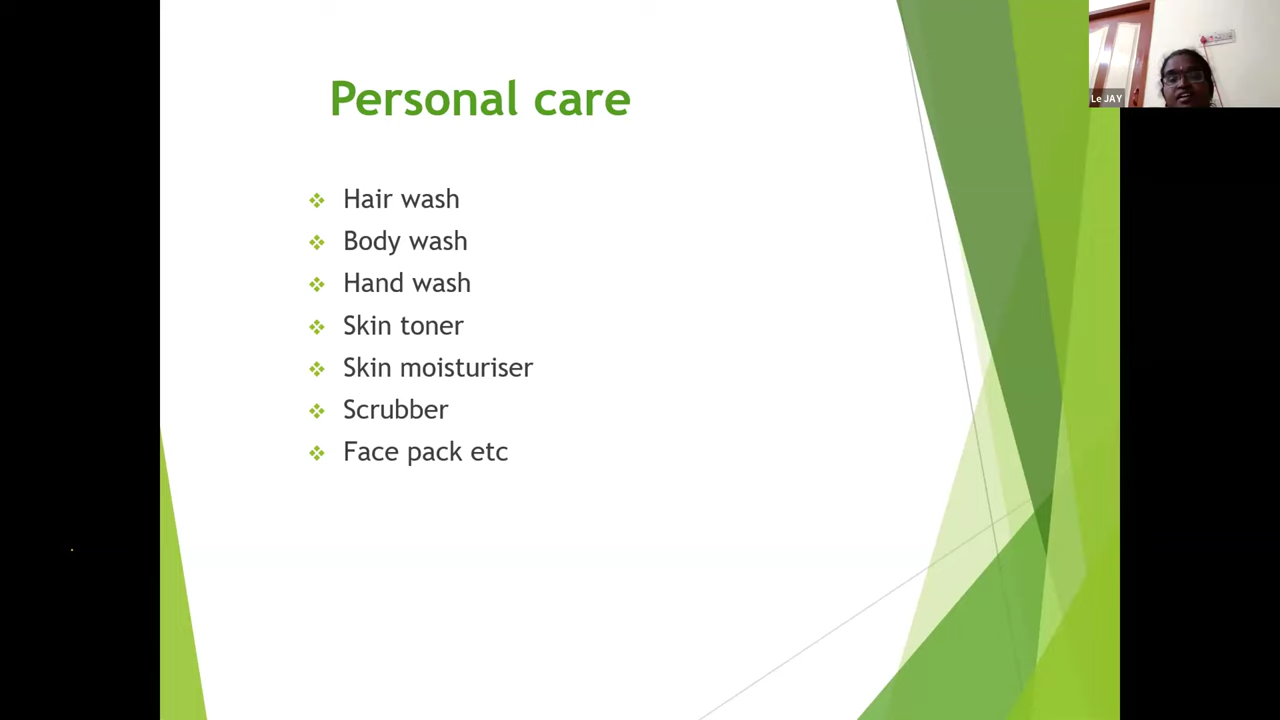 Personal care
Hair wash
Body wash
Hand wash
Skin toner
Skin moisturiser
Scrubber
Face pack etc
Le JAY